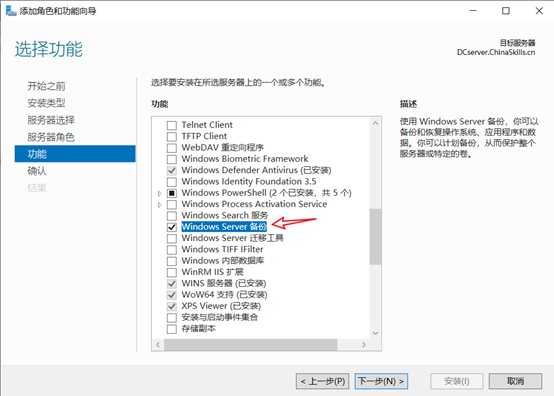 添加角色和功能向导
选择功能
目标服务器
DCserver.ChinaSkills.cn
开始之前
安装类型
服务器选择
服务器角色
功能
确认
结果
选择要安装在所选服务器上的一个或多个功能。
功能
Telnet Client
TFTP Client
WebDAV 重定向程序
Windows Biometric Framework
Windows Defender Antivirus (已安装)
Windows Identity Foundation 3.5
Windows PowerShell (2 个已安装，共 5 个)
Windows Process Activation Service
Windows Search 服务
Windows Server 备份
Windows Server 迁移工具
Windows TIFF IFilter
Windows 内部数据库
WinRM IIS 扩展
WINS 服务器 (已安装)
WoW64 支持 (已安装)
XPS Viewer (已安装)
安装与启动事件集合
存储副本
描述
使用 Windows Server 备份，你可以
备份和恢复操作系统、应用程序和数
据。你可以计划备份，从而保护整个
服务器或特定的卷。
< 上一步(P)
下一步(N) >
安装(I)
取消